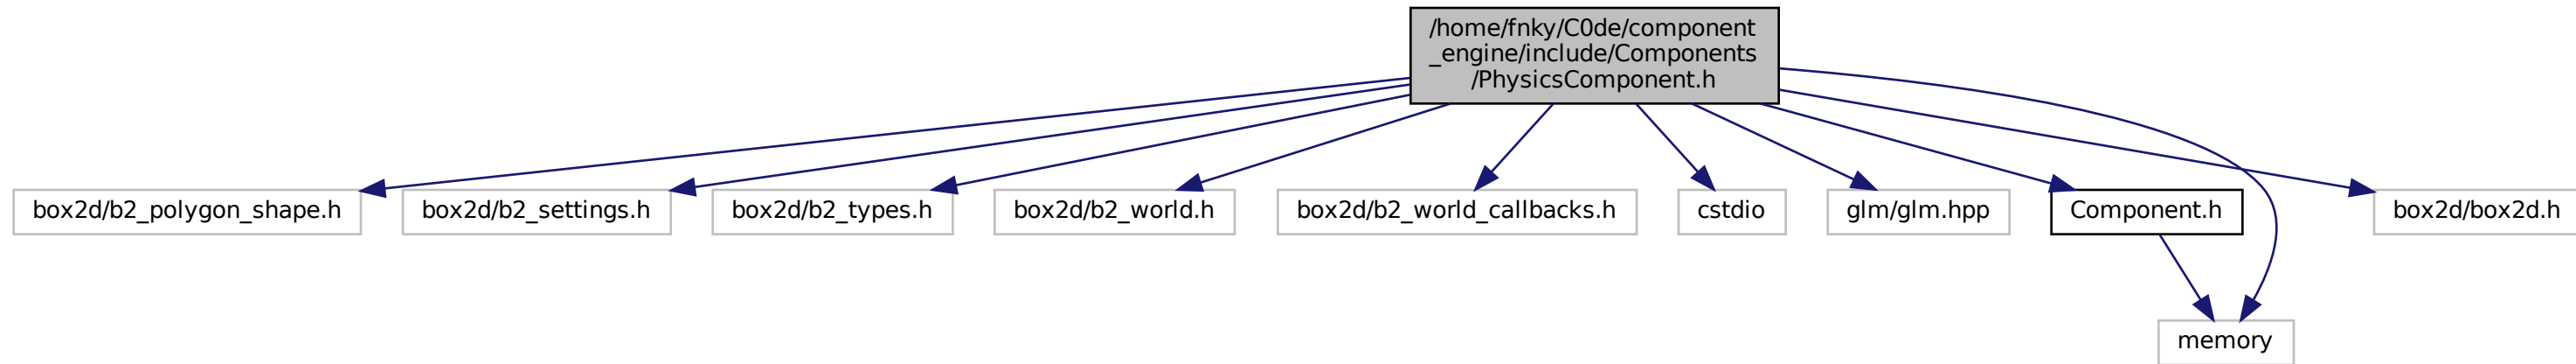 /home/fnky/C0de/component
_engine/include/Components
/PhysicsComponent.h
box2d/b2_polygon_shape.h
box2d/b2_settings.h
box2d/b2_types.h
box2d/b2_world.h
box2d/b2_world_callbacks.h
cstdio
glm/glm.hpp
Component.h
box2d/box2d.h
memory